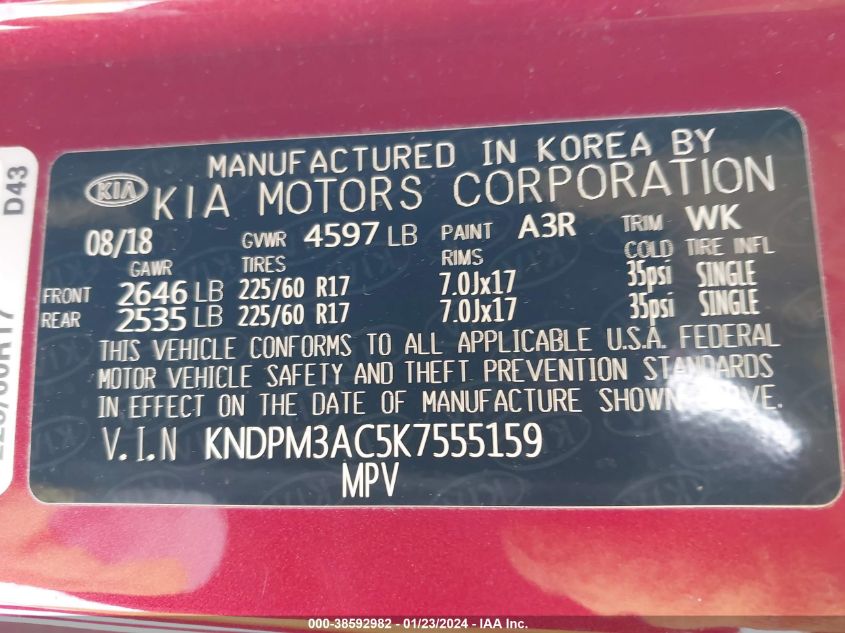 MANUFACTURED IN KOREA BY
KIA KIA MOTORS CORPORATION
08/18 GVWR 4597 LB PAINT A3R TRIM WK
GAWR TIRES RIMS COLD TIRE INFL
FRONT 2646 LB 225/60 R17 7.0Jx17 35psi SINGLE
REAR 2535 LB 225/60 R17 7.0Jx17 35psi SINGLE
THIS VEHICLE CONFORMS TO ALL APPLICABLE U.S.A. FEDERAL
MOTOR VEHICLE SAFETY AND THEFT PREVENTION STANDARDS
IN EFFECT ON THE DATE OF MANUFACTURE SHOWN ABOVE.
V.I.N KNDPM3AC5K7555159
MPV
D43
000-38592982 - 01/23/2024 - IAA Inc.